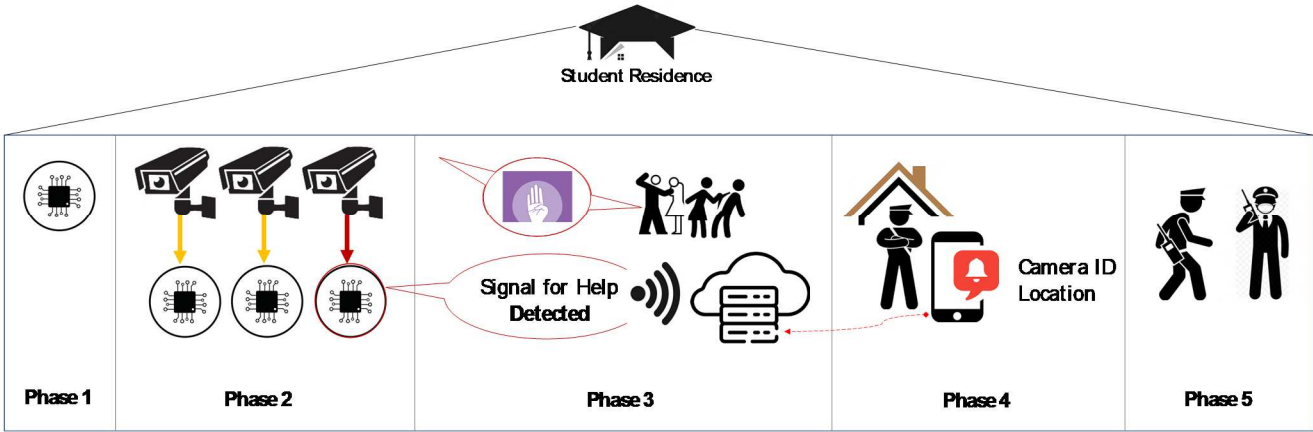 Student Residence
Signal for Help
Detected
Camera ID
Location
Phase 1
Phase 2
Phase 3
Phase 4
Phase 5